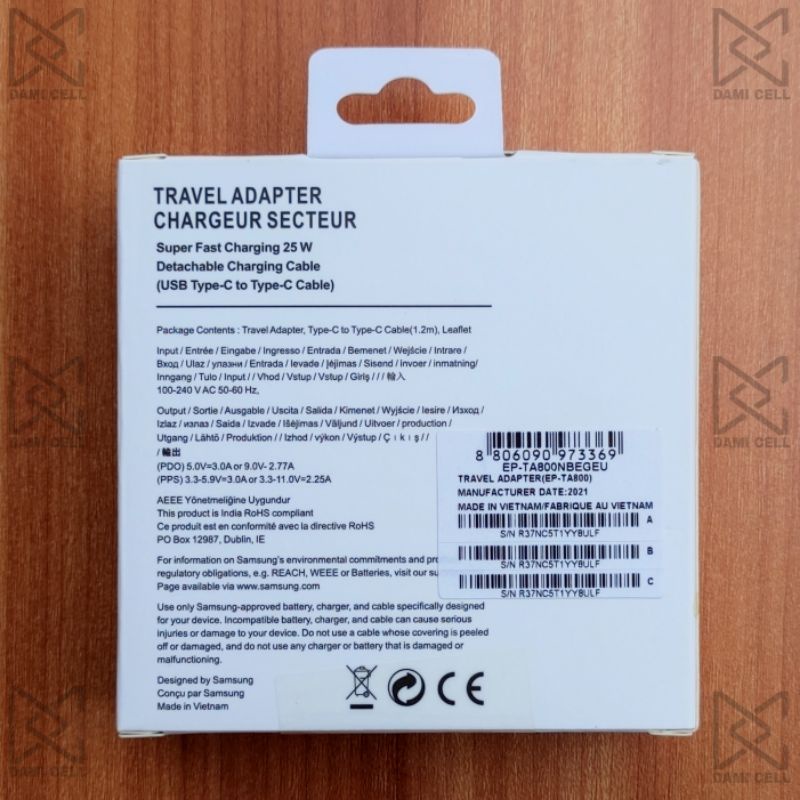 DAMI CELL
DAMI CELL
TRAVEL ADAPTER
CHARGEUR SECTEUR
Super Fast Charging 25 W
Detachable Charging Cable
(USB Type-C to Type-C Cable)
Package Contents : Travel Adapter, Type-C to Type-C Cable(1.2m), Leaflet
Input / Entrée / Eingabe / Ingresso / Entrada / Bemenet / Wejście / Intrare /
Вход / Ulaz / улазни / Entrada / Ievade / Įėjimas / Sisend / invoer / inmatning/
Inngang / Tulo / Input / / Vhod / Vstup / Vstup / Giriş / / / 輸入
100-240 V AC 50-60 Hz,
Output / Sortie / Ausgable / Uscita / Salida / Kimenet / Wyjście / Iesire / Изход /
Izlaz / излаз / Saida / Izvade / Išėjimas / Väljund / Uitvoer / production /
Utgang / Lähtö / Produktion / / Izhod / výkon / Výstup / Ç ı k ı ş / /
/ 輸出
(PDO) 5.0V=3.0A or 9.0V- 2.77A
(PPS) 3.3-5.9V=3.0A or 3.3-11.0V=2.25A
8 806090 973369
EP-TA800NBEGEU
TRAVEL ADAPTER(EP-TA800)
MANUFACTURER DATE:2021
MADE IN VIETNAM/FABRIQUE AU VIETNAM
A
S/N R37NC5T1YY8ULF
B
S/N R37NC5T1YY8ULF
C
S/N R37NC5T1YY8ULF
AEEE Yönetmeliğine Uygundur
This product is India RoHS compliant
Ce produit est en conformité avec la directive RoHS
PO Box 12987, Dublin, IE
For information on Samsung's environmental commitments and
regulatory obligations, e.g. REACH, WEEE or Batteries, visit our
Page available via www.samsung.com
Use only Samsung-approved battery, charger, and cable specifically designed
for your device. Incompatible battery, charger, and cable can cause serious
injuries or damage to your device. Do not use a cable whose covering is peeled
off or damaged, and do not use any charger or battery that is damaged or
malfunctioning.
Designed by Samsung
Conçu par Samsung
Made in Vietnam
CE
DAMI CELL
DAMI CELL
DAMI CELL
DAMI CELL